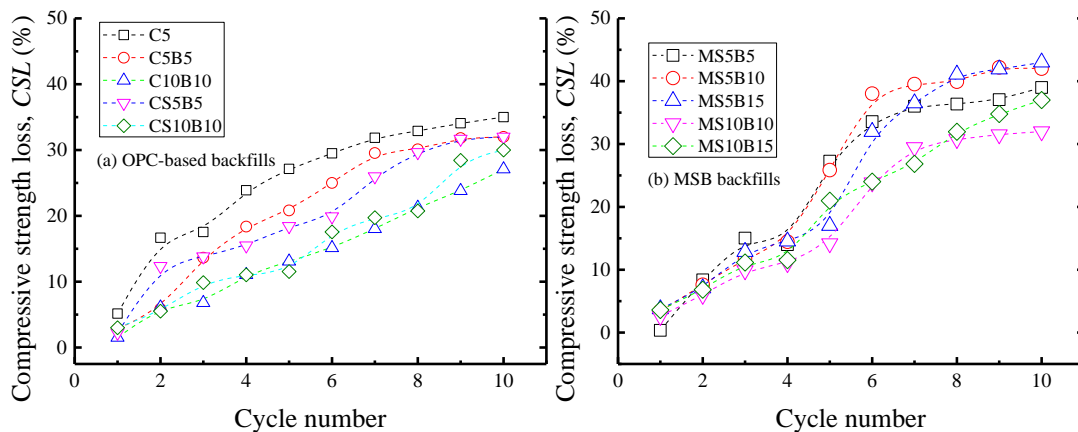 Compressive strength loss, CSL (%)
50
40
30
20
10
0
C5
C5B5
C10B10
CS5B5
CS10B10
(a) OPC-based backfills
0 2 4 6 8 10
Cycle number
Compressive strength loss, CSL (%)
50
40
30
20
10
0
MS5B5
MS5B10
MS5B15
MS10B10
MS10B15
(b) MSB backfills
0 2 4 6 8 10
Cycle number